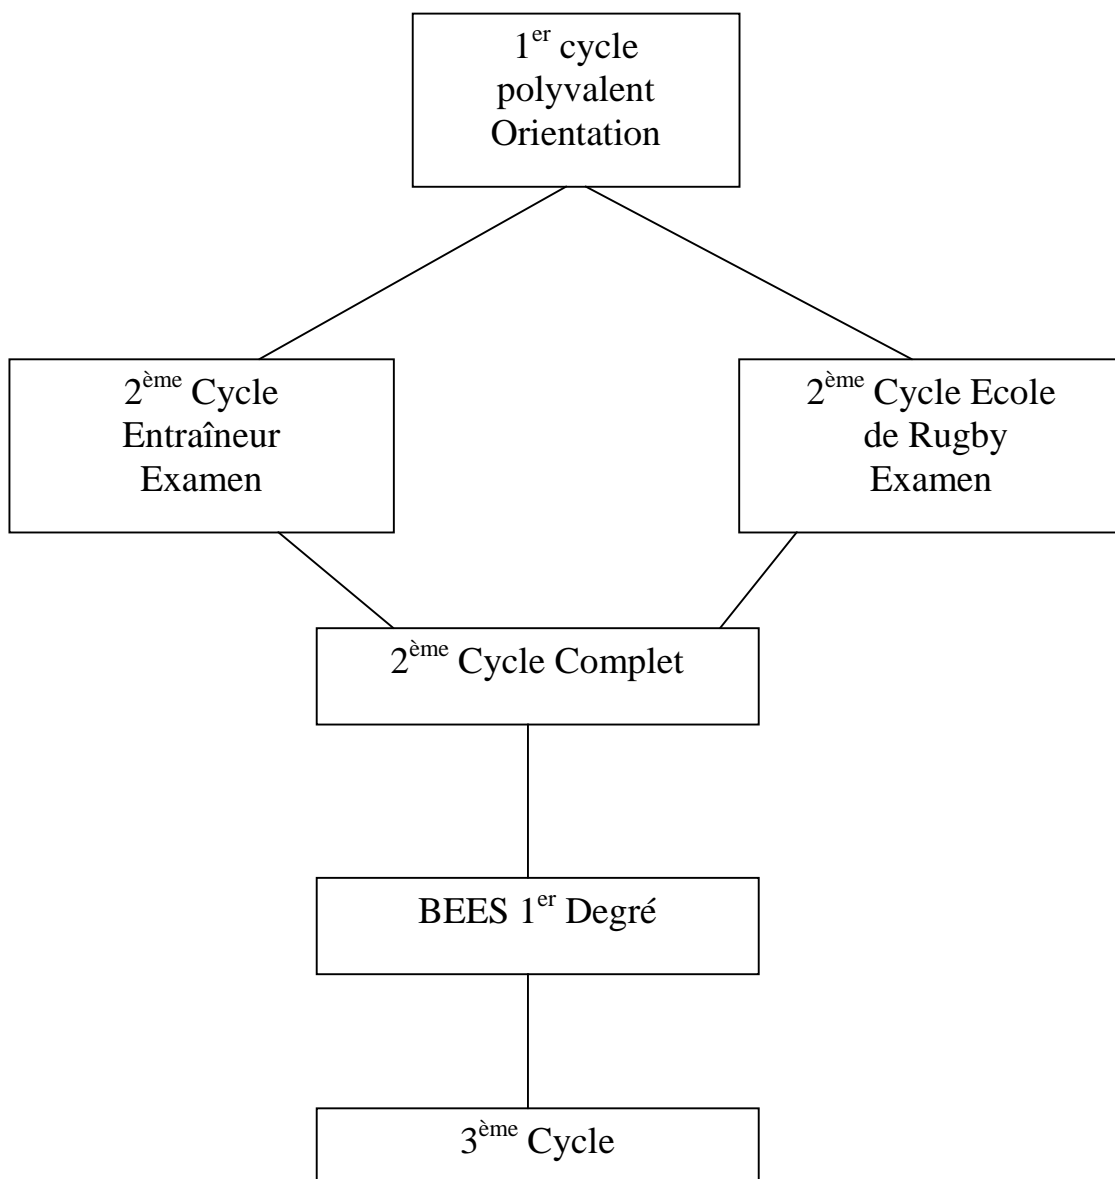 1er cycle
polyvalent
Orientation
2ème Cycle
Entraîneur
Examen
2ème Cycle Ecole
de Rugby
Examen
2ème Cycle Complet
BEES 1er Degré
3ème Cycle